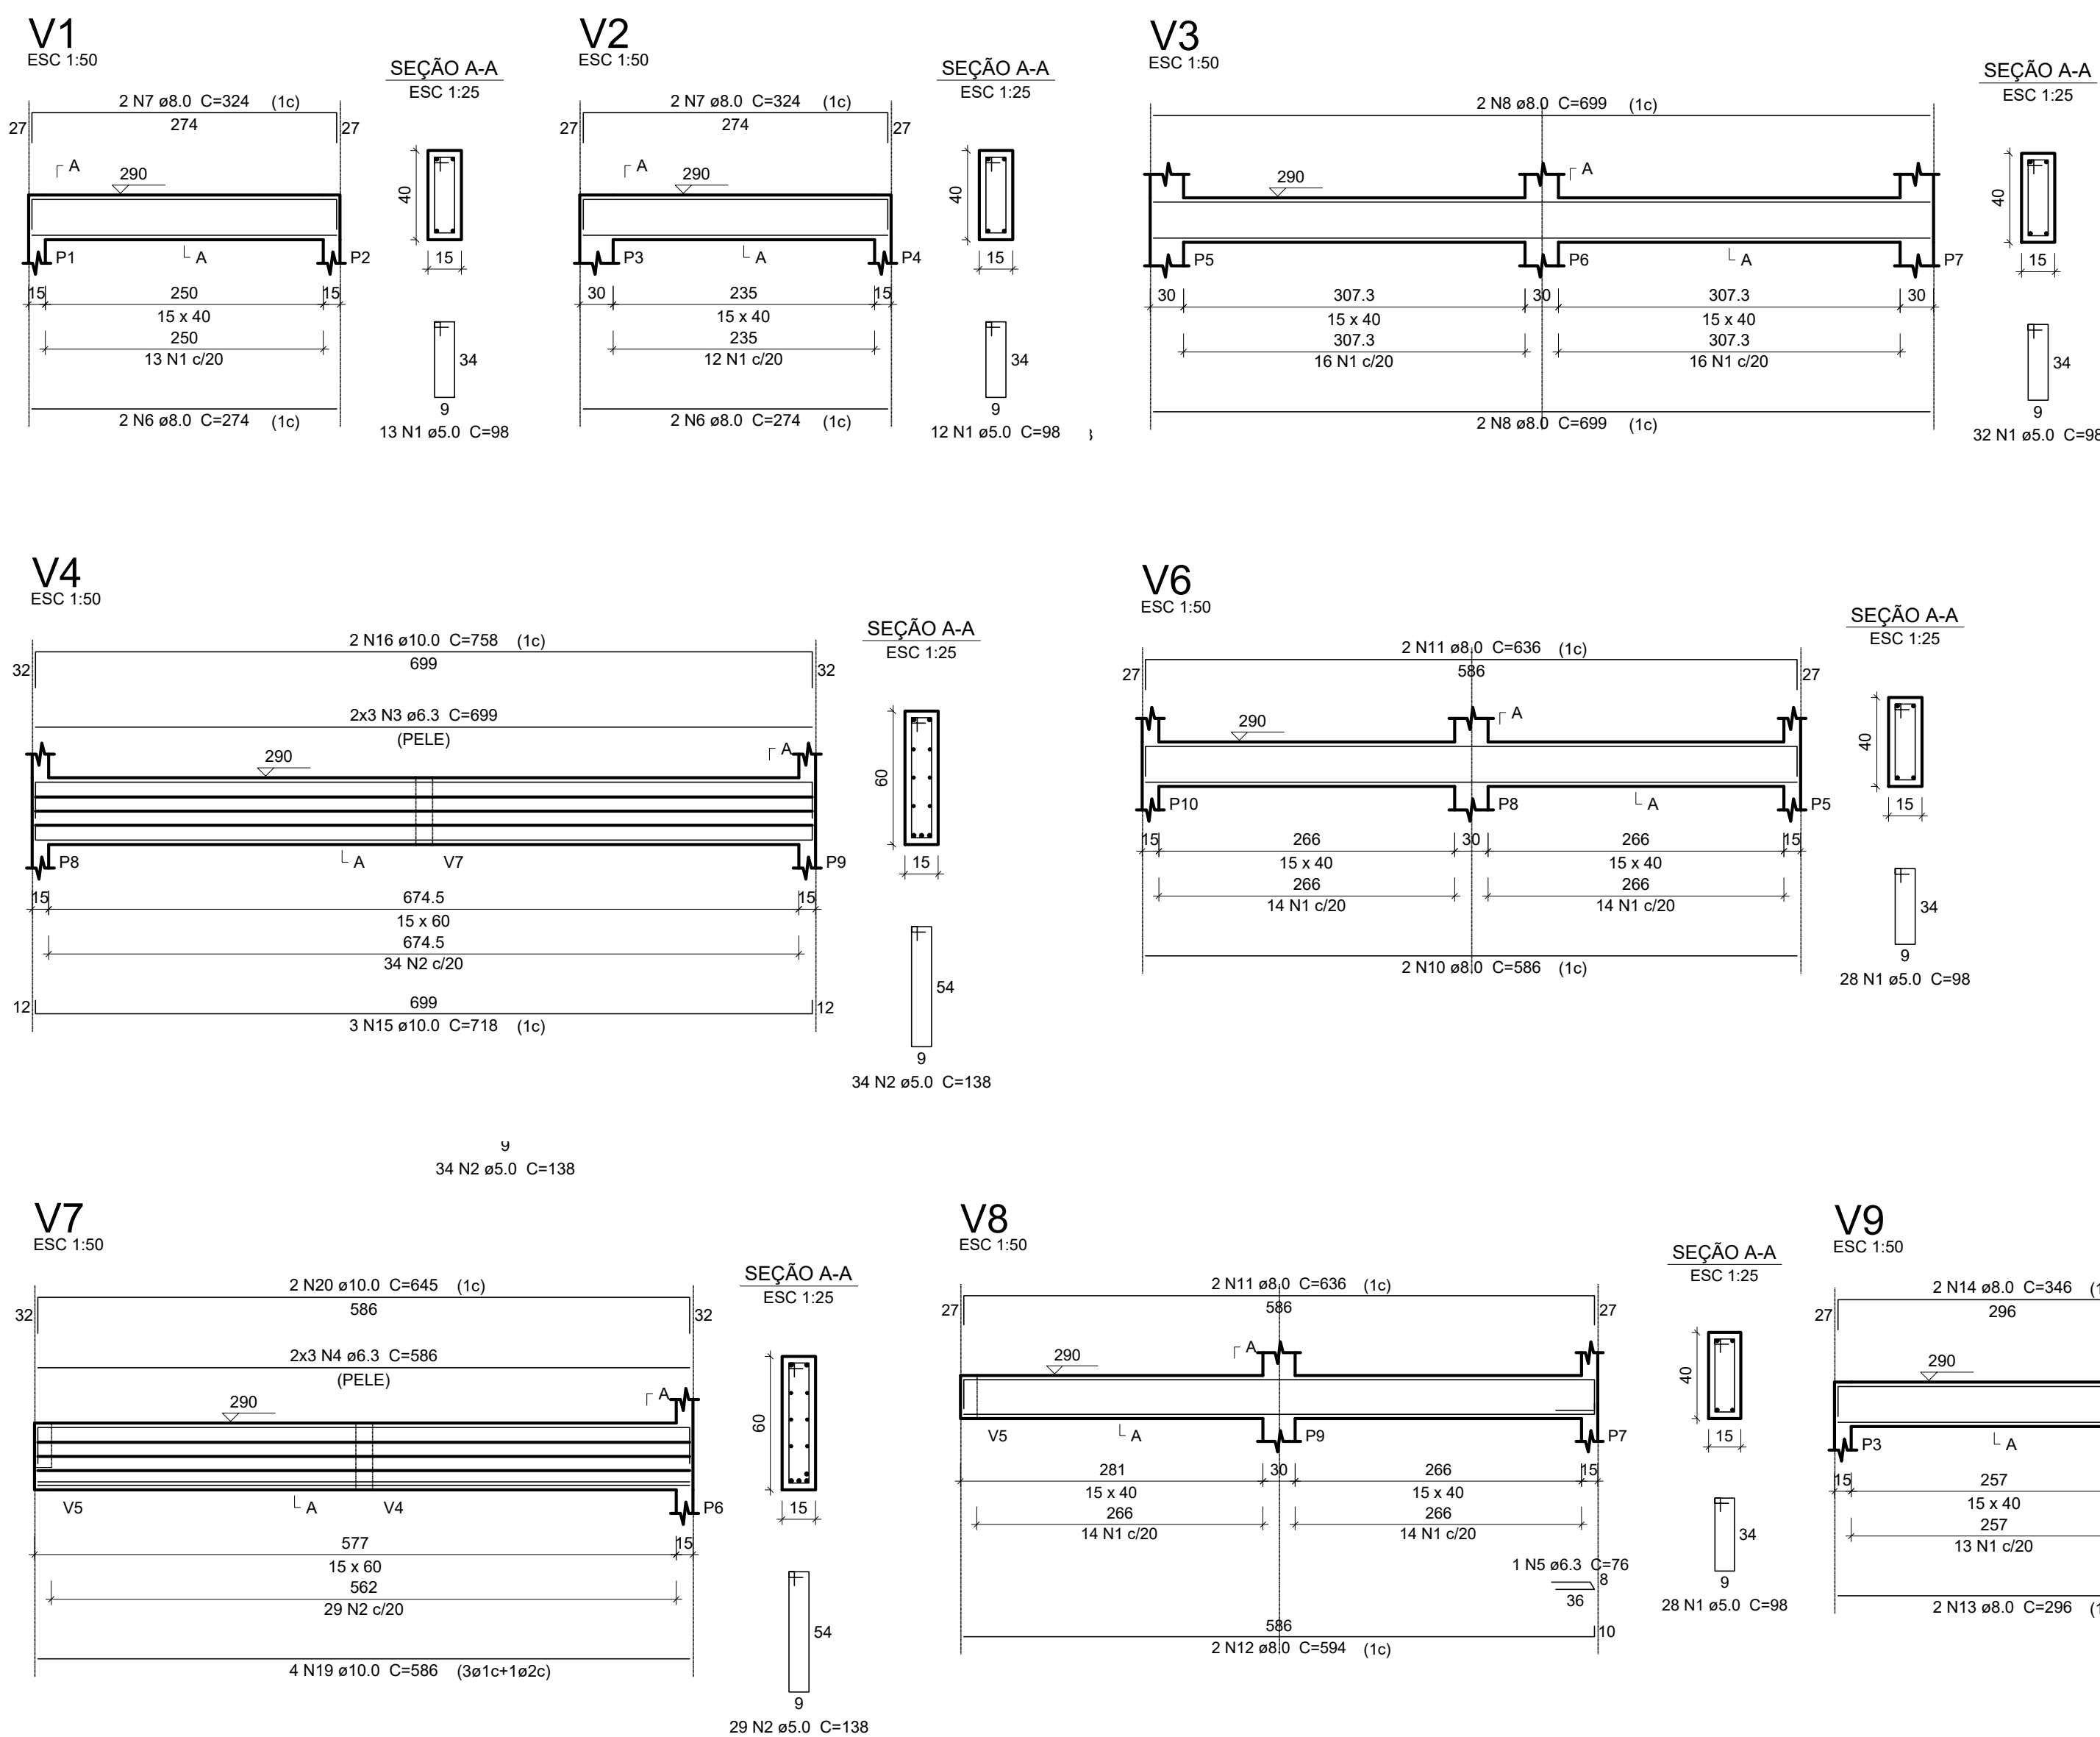 V1
ESC 1:50
SEÇÃO A-A
ESC 1:25
2 N7 ø8.0 C=324 (1c)
27 274 27
A
290
40
P1 A P2
15
15 250 15
15 x 40
250
13 N1 c/20
34
9
2 N6 ø8.0 C=274 (1c)
13 N1 ø5.0 C=98
V2
ESC 1:50
SEÇÃO A-A
ESC 1:25
2 N7 ø8.0 C=324 (1c)
27 274 27
A
290
40
P3 A P4
15
30 235 15
15 x 40
235
12 N1 c/20
34
9
2 N6 ø8.0 C=274 (1c)
12 N1 ø5.0 C=98
V3
ESC 1:50
SEÇÃO A-A
ESC 1:25
2 N8 ø8.0 C=699 (1c)
A
290
40
P5 P6 A P7
15
30 307.3 30 307.3 30
15 x 40 15 x 40
307.3 307.3
16 N1 c/20 16 N1 c/20
34
9
2 N8 ø8.0 C=699 (1c)
32 N1 ø5.0 C=98
V4
ESC 1:50
SEÇÃO A-A
ESC 1:25
2 N16 ø10.0 C=758 (1c)
32 699 32
2x3 N3 ø6.3 C=699
(PELE)
A
290
60
P8 A V7 P9
15
15 674.5 15
15 x 60
674.5
34 N2 c/20
54
12 699 12
3 N15 ø10.0 C=718 (1c)
9
34 N2 ø5.0 C=138
V6
ESC 1:50
SEÇÃO A-A
ESC 1:25
2 N11 ø8.0 C=636 (1c)
27 586 27
A
290
40
P10 P8 A P5
15
15 266 30 266 15
15 x 40 15 x 40
266 266
14 N1 c/20 14 N1 c/20
34
9
2 N10 ø8.0 C=586 (1c)
28 N1 ø5.0 C=98
9
34 N2 ø5.0 C=138
V7
ESC 1:50
SEÇÃO A-A
ESC 1:25
2 N20 ø10.0 C=645 (1c)
32 586 32
2x3 N4 ø6.3 C=586
(PELE)
A
290
60
V5 A V4 P6
15
577 15
15 x 60
562
29 N2 c/20
54
4 N19 ø10.0 C=586 (3ø1c+1ø2c)
9
29 N2 ø5.0 C=138
V8
ESC 1:50
SEÇÃO A-A
ESC 1:25
2 N11 ø8.0 C=636 (1c)
27 586 27
A
290
40
V5 A P9 P7
15
281 30 266 15
15 x 40 15 x 40
266 266
14 N1 c/20 14 N1 c/20
1 N5 ø6.3 C=76
8
36
34
9
586 10
2 N12 ø8.0 C=594 (1c)
28 N1 ø5.0 C=98
V9
ESC 1:50
2 N14 ø8.0 C=346
27 296
290
P3 A
15 257
15 x 40
257
13 N1 c/20
2 N13 ø8.0 C=296